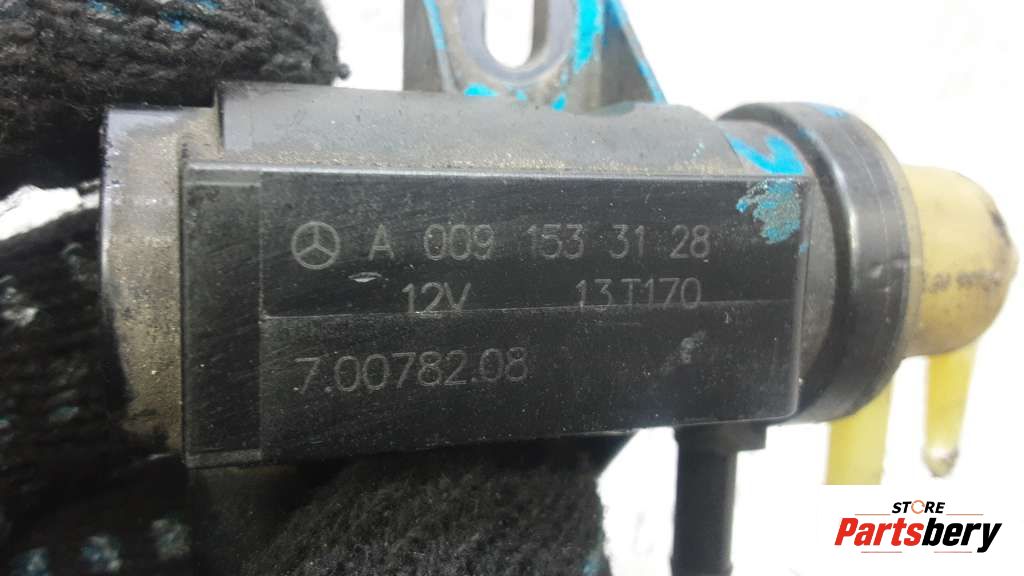 A 009 153 31 28
12V 13T170
7.00782.08
STORE
Partsbery